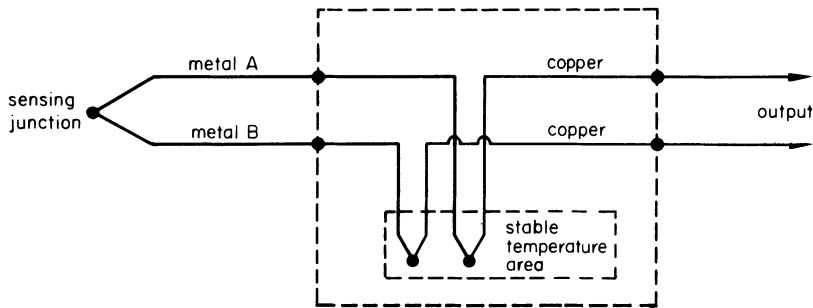 metal A
copper
sensing
junction
output
metal B
copper
stable
temperature
area